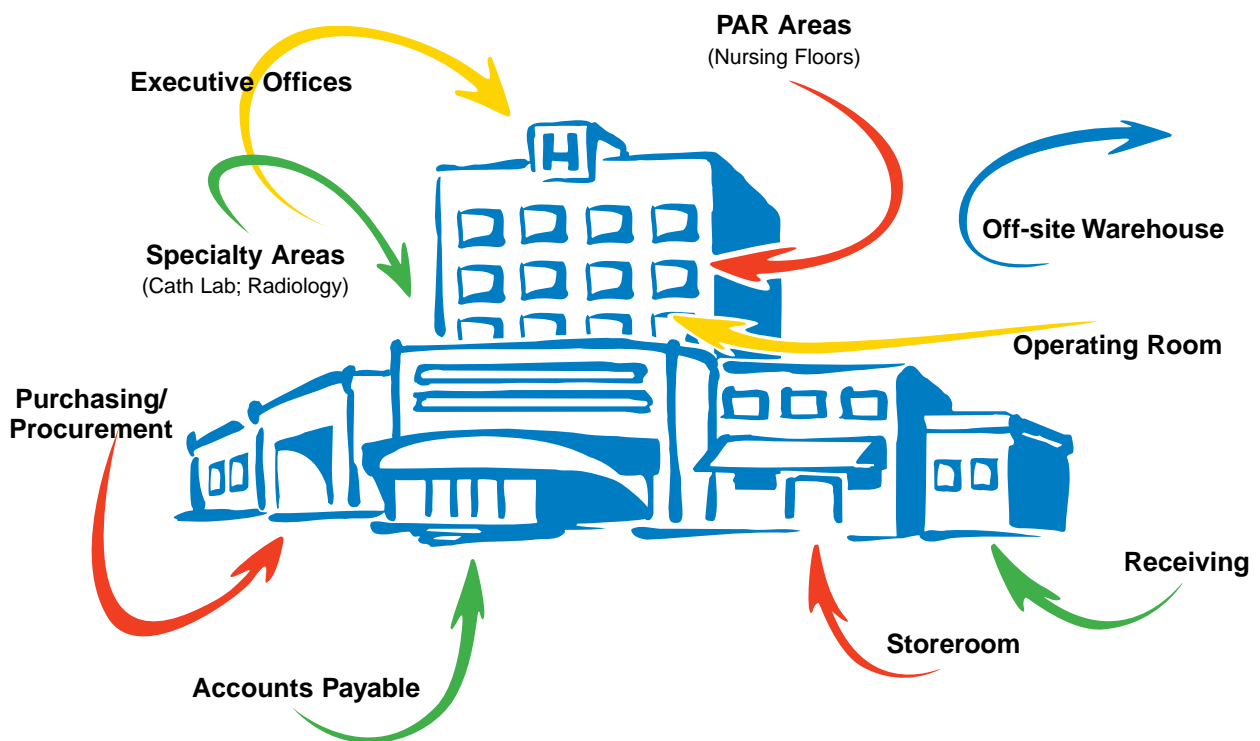 PAR Areas
(Nursing Floors)
Executive Offices
H
Off-site Warehouse
Specialty Areas
(Cath Lab; Radiology)
Operating Room
Purchasing/
Procurement
Receiving
Storeroom
Accounts Payable